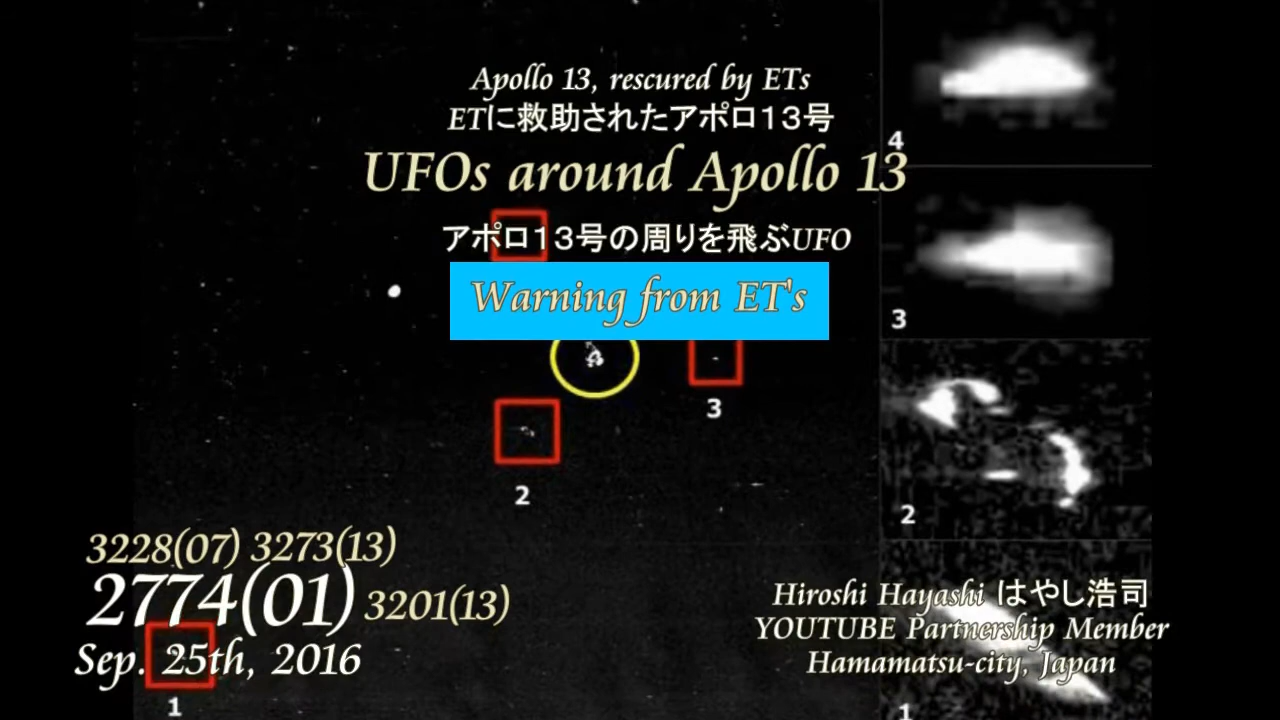 Apollo 13, rescured by ETs
ETに救助されたアポロ１３号
UFOs around Apollo 13
アポロ１３号の周りを飛ぶUFO
Warning from ET's
4
3
3
2
2
3228(07) 3273(13)
2774(01) 3201(13)
Sep. 25th, 2016
1
Hiroshi Hayashi はやし浩司
YOUTUBE Partnership Member
Hamamatsu-city, Japan
1